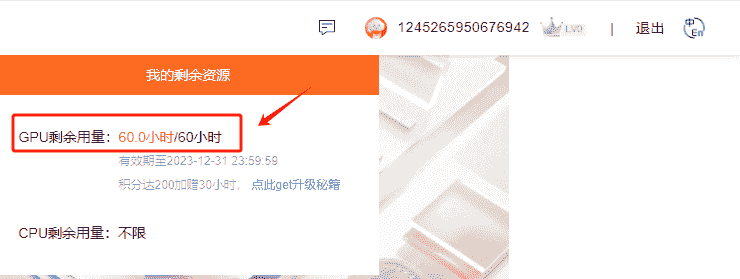 1245265950676942 LV0 | 退出 中 En
我的剩余资源
GPU剩余用量：60.0小时/60小时
有效期至2023-12-31 23:59:59
积分达200加赠30小时， 点此get升级秘籍
CPU剩余用量：不限